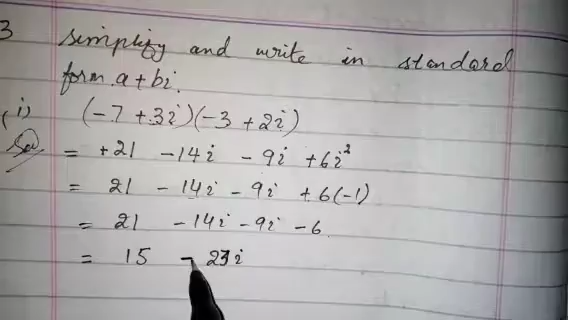 3 simplify and write in standard
form a + bi.
(i) (-7 + 3i)(-3 + 2i)
Sol = +21 -14i - 9i + 6i²
= 21 - 14i - 9i + 6(-1)
= 21 - 14i - 9i - 6
= 15 - 23i